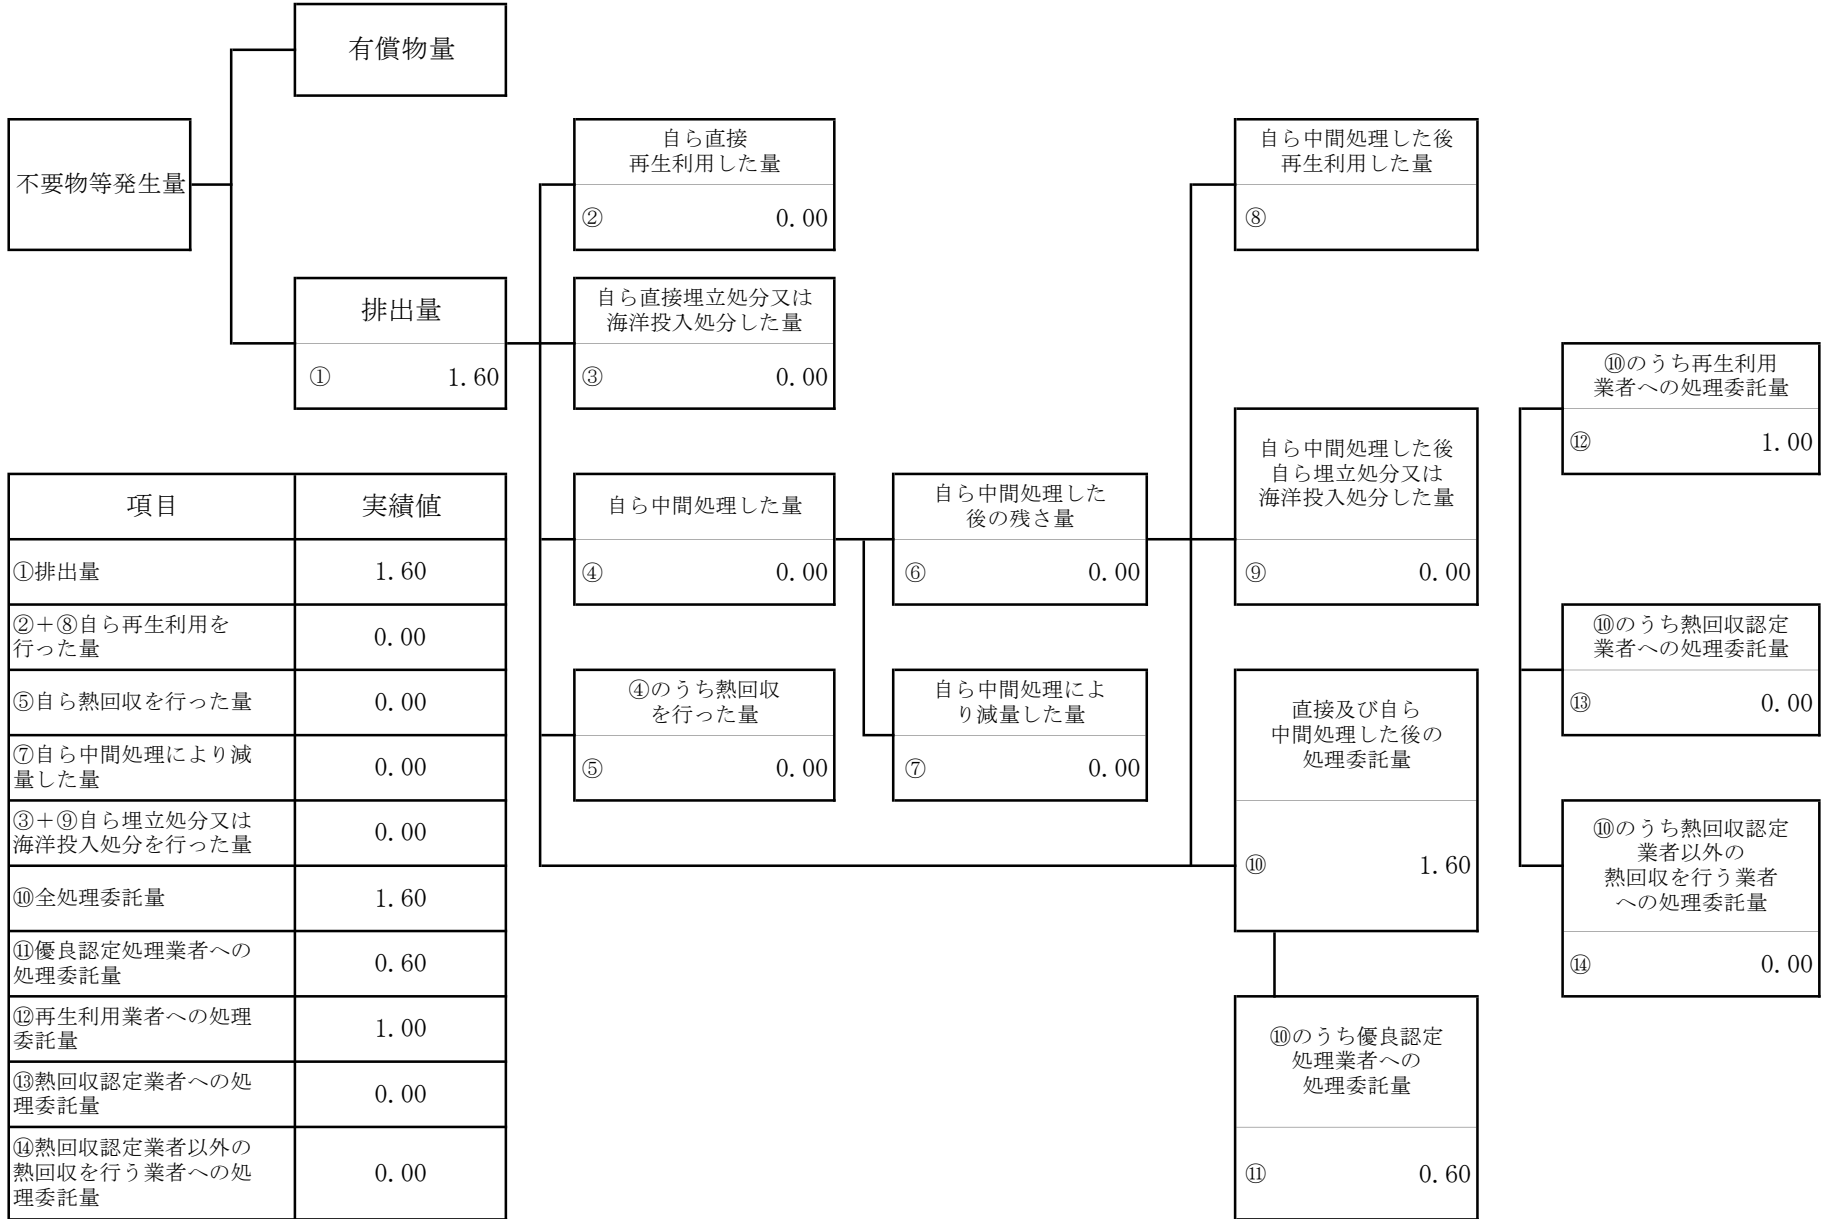 有償物量
不要物等発生量
排出量
① 1.60
自ら直接
再生利用した量
② 0.00
自ら直接埋立処分又は
海洋投入処分した量
③ 0.00
自ら中間処理した量
④ 0.00
④のうち熱回収
を行った量
⑤ 0.00
自ら中間処理した
後の残さ量
⑥ 0.00
自ら中間処理によ
り減量した量
⑦ 0.00
自ら中間処理した後
再生利用した量
⑧
自ら中間処理した後
自ら埋立処分又は
海洋投入処分した量
⑨ 0.00
直接及び自ら
中間処理した後の
処理委託量
⑩ 1.60
⑩のうち優良認定
処理業者への
処理委託量
⑪ 0.60
⑩のうち再生利用
業者への処理委託量
⑫ 1.00
⑩のうち熱回収認定
業者への処理委託量
⑬ 0.00
⑩のうち熱回収認定
業者以外の
熱回収を行う業者
への処理委託量
⑭ 0.00
項目 実績値
①排出量 1.60
②＋⑧自ら再生利用を
行った量 0.00
⑤自ら熱回収を行った量 0.00
⑦自ら中間処理により減
量した量 0.00
③＋⑨自ら埋立処分又は
海洋投入処分を行った量 0.00
⑩全処理委託量 1.60
⑪優良認定処理業者への
処理委託量 0.60
⑫再生利用業者への処理
委託量 1.00
⑬熱回収認定業者への処
理委託量 0.00
⑭熱回収認定業者以外の
熱回収を行う業者への処
理委託量 0.00